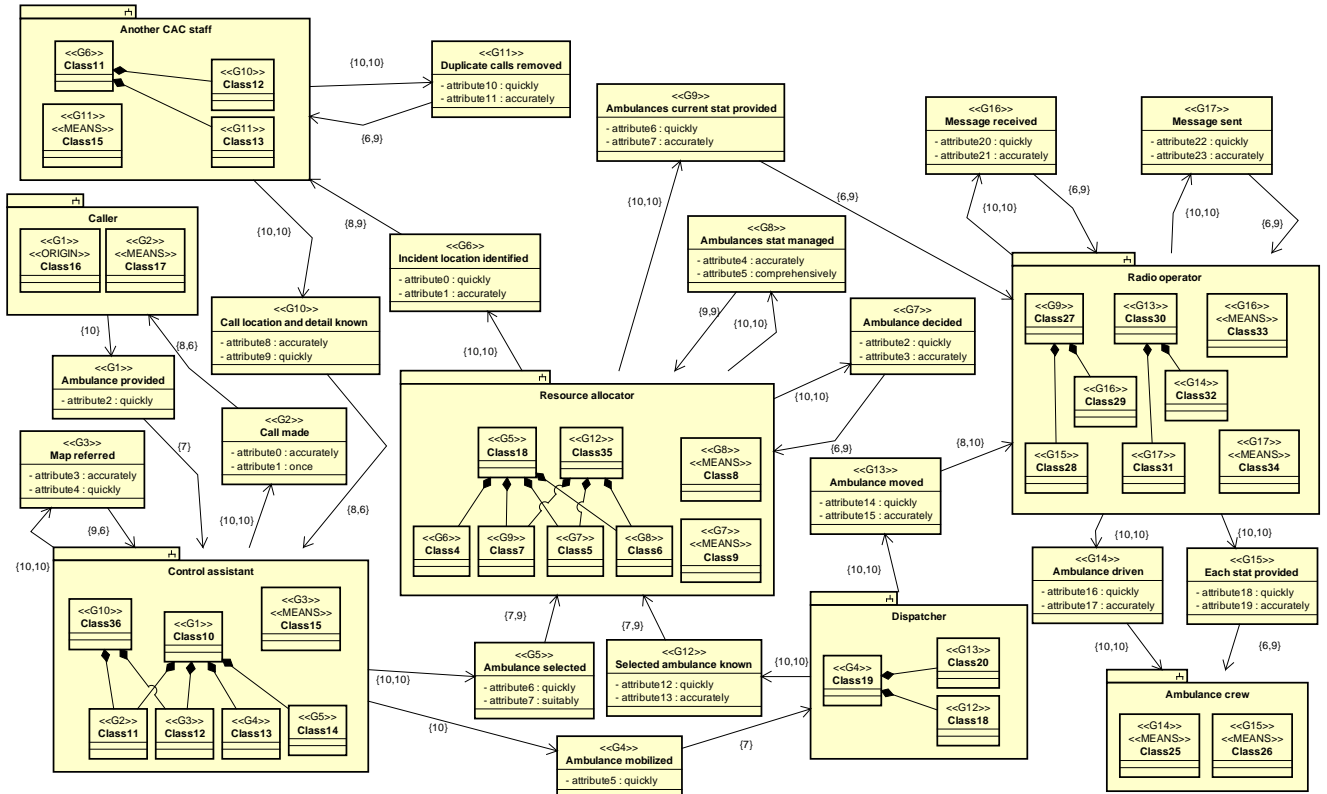 Another CAC staff
<<G6>>
Class11
<<G10>>
Class12
<<G11>>
<<MEANS>>
Class15
<<G11>>
Class13
{10,10}
{6,9}
<<G11>>
Duplicate calls removed
- attribute10 : quickly
- attribute11 : accurately
<<G9>>
Ambulances current stat provided
- attribute6 : quickly
- attribute7 : accurately
<<G16>>
Message received
- attribute20 : quickly
- attribute21 : accurately
<<G17>>
Message sent
- attribute22 : quickly
- attribute23 : accurately
{10,10}
{6,9}
{10,10}
{6,9}
{10,10}
{6,9}
Caller
<<G1>>
<<ORIGIN>>
Class16
<<G2>>
<<MEANS>>
Class17
{10,10}
{8,9}
<<G6>>
Incident location identified
- attribute0 : quickly
- attribute1 : accurately
<<G8>>
Ambulances stat managed
- attribute4 : accurately
- attribute5 : comprehensively
{9,9}
{10,10}
<<G10>>
Call location and detail known
- attribute8 : accurately
- attribute9 : quickly
<<G7>>
Ambulance decided
- attribute2 : quickly
- attribute3 : accurately
{10,10}
{10,10}
{6,9}
{10}
{8,6}
<<G1>>
Ambulance provided
- attribute2 : quickly
{7}
<<G2>>
Call made
- attribute0 : accurately
- attribute1 : once
<<G3>>
Map referred
- attribute3 : accurately
- attribute4 : quickly
{9,6}
{10,10}
{10,10}
{8,6}
Resource allocator
<<G5>>
Class18
<<G12>>
Class35
<<G8>>
<<MEANS>>
Class8
<<G6>>
Class4
<<G9>>
Class7
<<G7>>
Class5
<<G8>>
Class6
<<G7>>
<<MEANS>>
Class9
Radio operator
<<G9>>
Class27
<<G13>>
Class30
<<G16>>
<<MEANS>>
Class33
<<G16>>
Class29
<<G14>>
Class32
<<G15>>
Class28
<<G17>>
Class31
<<G17>>
<<MEANS>>
Class34
{8,10}
<<G13>>
Ambulance moved
- attribute14 : quickly
- attribute15 : accurately
{10,10}
{10,10}
{10,10}
<<G14>>
Ambulance driven
- attribute16 : quickly
- attribute17 : accurately
<<G15>>
Each stat provided
- attribute18 : quickly
- attribute19 : accurately
{10,10}
{6,9}
Control assistant
<<G10>>
Class36
<<G1>>
Class10
<<G3>>
<<MEANS>>
Class15
<<G2>>
Class11
<<G3>>
Class12
<<G4>>
Class13
<<G5>>
Class14
{10,10}
{10}
{7,9}
{7,9}
<<G5>>
Ambulance selected
- attribute6 : quickly
- attribute7 : suitably
<<G12>>
Selected ambulance known
- attribute12 : quickly
- attribute13 : accurately
{10,10}
<<G4>>
Ambulance mobilized
- attribute5 : quickly
{7}
Dispatcher
<<G4>>
Class19
<<G13>>
Class20
<<G12>>
Class18
Ambulance crew
<<G14>>
<<MEANS>>
Class25
<<G15>>
<<MEANS>>
Class26